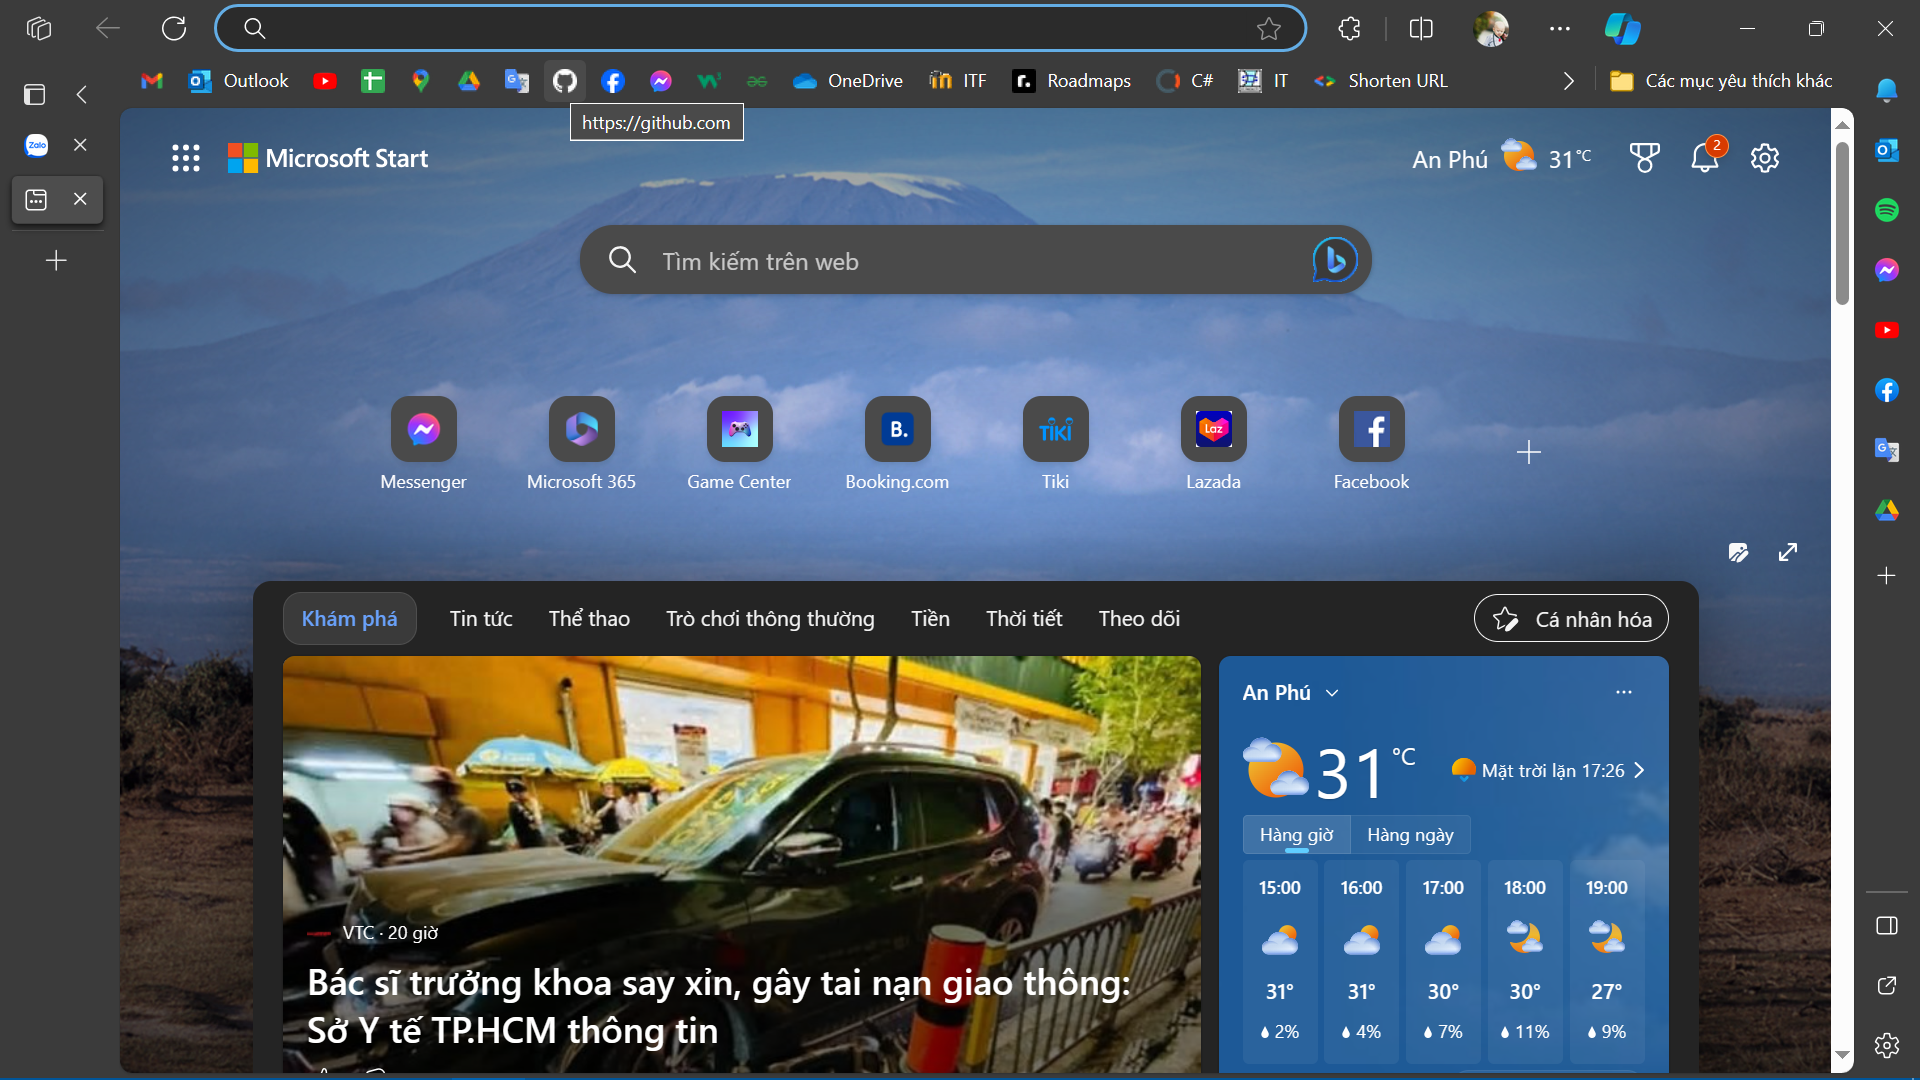 Outlook
OneDrive
ITF
Roadmaps
C#
IT
Shorten URL
Các mục yêu thích khác
https://github.com
Zalo
Microsoft Start
An Phú
31°C
2
Tìm kiếm trên web
B.
TIKI
Laz
Messenger
Microsoft 365
Game Center
Booking.com
Tiki
Lazada
Facebook
Khám phá
Tin tức
Thể thao
Trò chơi thông thường
Tiền
Thời tiết
Theo dõi
Cá nhân hóa
VTC · 20 giờ
Bác sĩ trưởng khoa say xỉn, gây tai nạn giao thông:
Sở Y tế TP.HCM thông tin
An Phú
31 °C
Mặt trời lặn 17:26
Hàng giờ
Hàng ngày
15:00 16:00 17:00 18:00 19:00
31° 31° 30° 30° 27°
2% 4% 7% 11% 9%